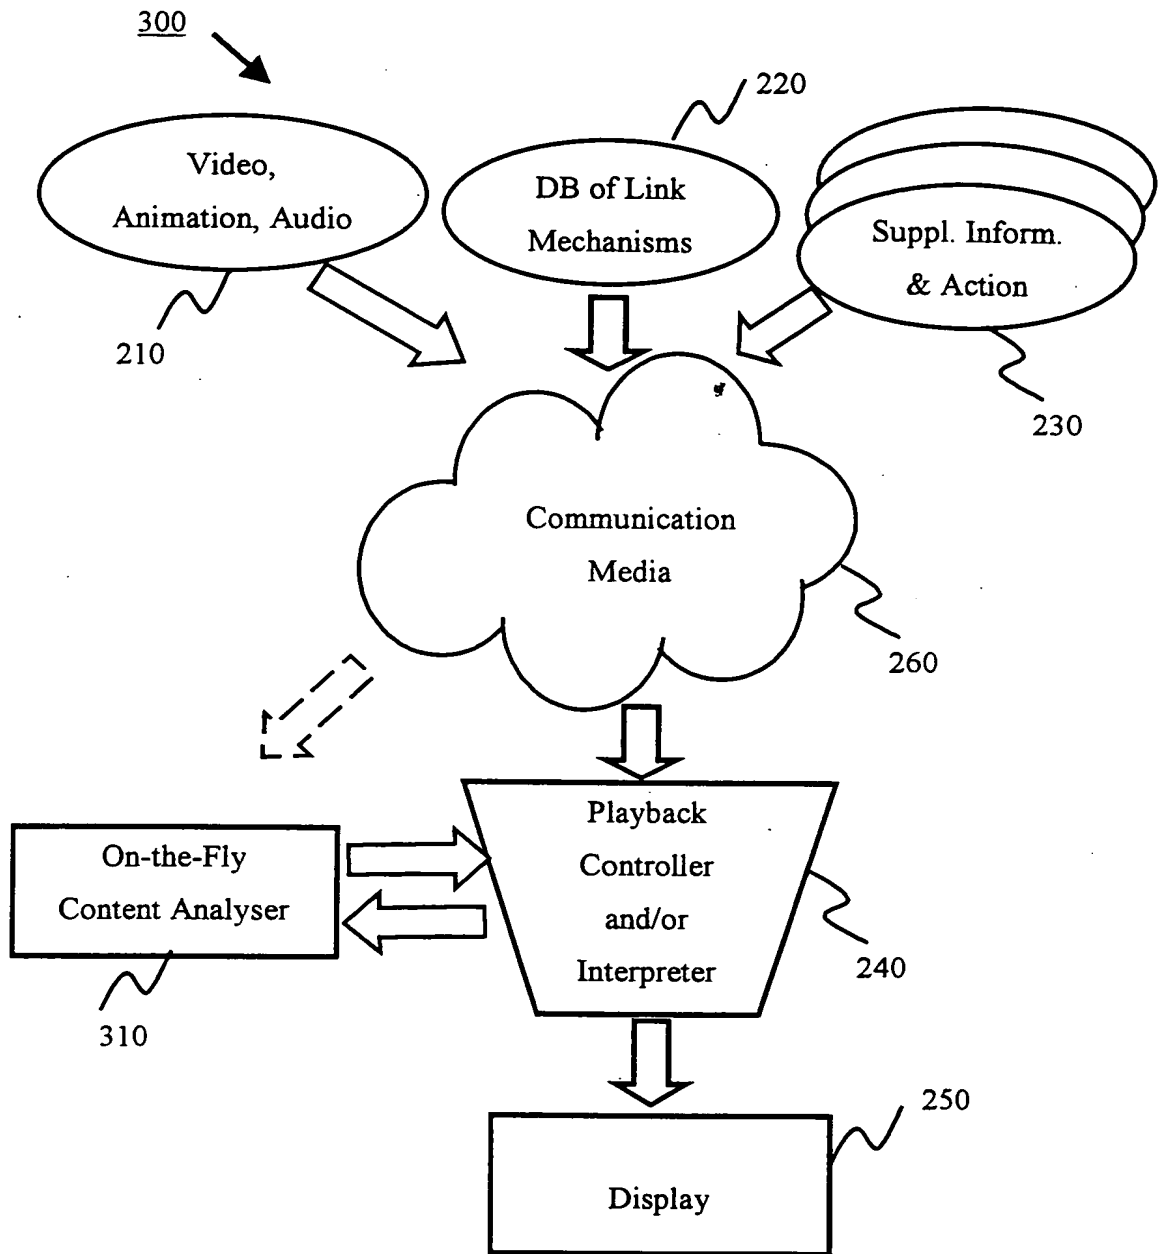 300
220
Video,
Animation, Audio
DB of Link
Mechanisms
Suppl. Inform.
& Action
210
230
Communication
Media
260
Playback
Controller
and/or
Interpreter
On-the-Fly
Content Analyser
240
310
250
Display